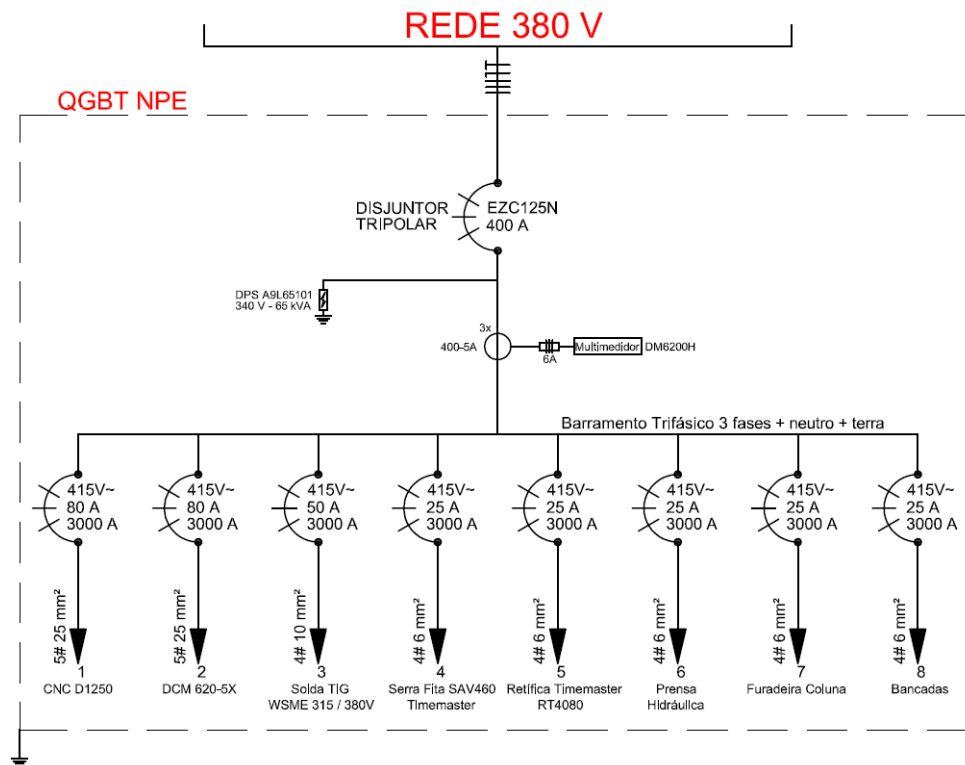 REDE 380 V
QGBT NPE
DISJUNTOR
TRIPOLAR
EZC125N
400 A
DPS A9L65101
340 V - 65 kVA
3x
400-5A
6A
Multimedidor
DM6200H
Barramento Trifásico 3 fases + neutro + terra
415V~
80 A
3000 A
415V~
80 A
3000 A
415V~
50 A
3000 A
415V~
25 A
3000 A
415V~
25 A
3000 A
415V~
25 A
3000 A
415V~
25 A
3000 A
415V~
25 A
3000 A
5# 25 mm²
5# 25 mm²
4# 10 mm²
4# 6 mm²
4# 6 mm²
4# 6 mm²
4# 6 mm²
4# 6 mm²
1
CNC D1250
2
DCM 620-5X
3
Solda TIG
WSME 315 / 380V
4
Serra Fita SAV460
Timemaster
5
Retífica Timemaster
RT4080
6
Prensa
Hidráulica
7
Furadeira Coluna
8
Bancadas